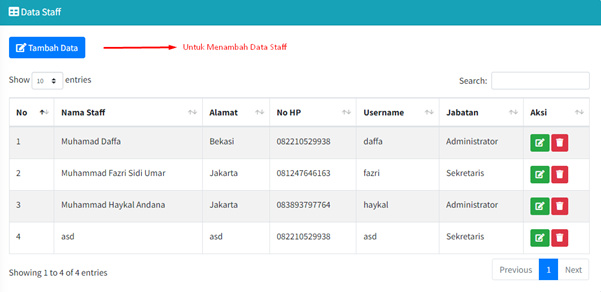 Data Staff
Tambah Data Untuk Menambah Data Staff
Show 10 entries Search:
No Nama Staff Alamat No HP Username Jabatan Aksi
1 Muhamad Daffa Bekasi 082210529938 daffa Administrator
2 Muhammad Fazri Sidi Umar Jakarta 081247646163 fazri Sekretaris
3 Muhammad Haykal Andana Jakarta 083893797764 haykal Administrator
4 asd asd 082210529938 asd Sekretaris
Showing 1 to 4 of 4 entries Previous 1 Next